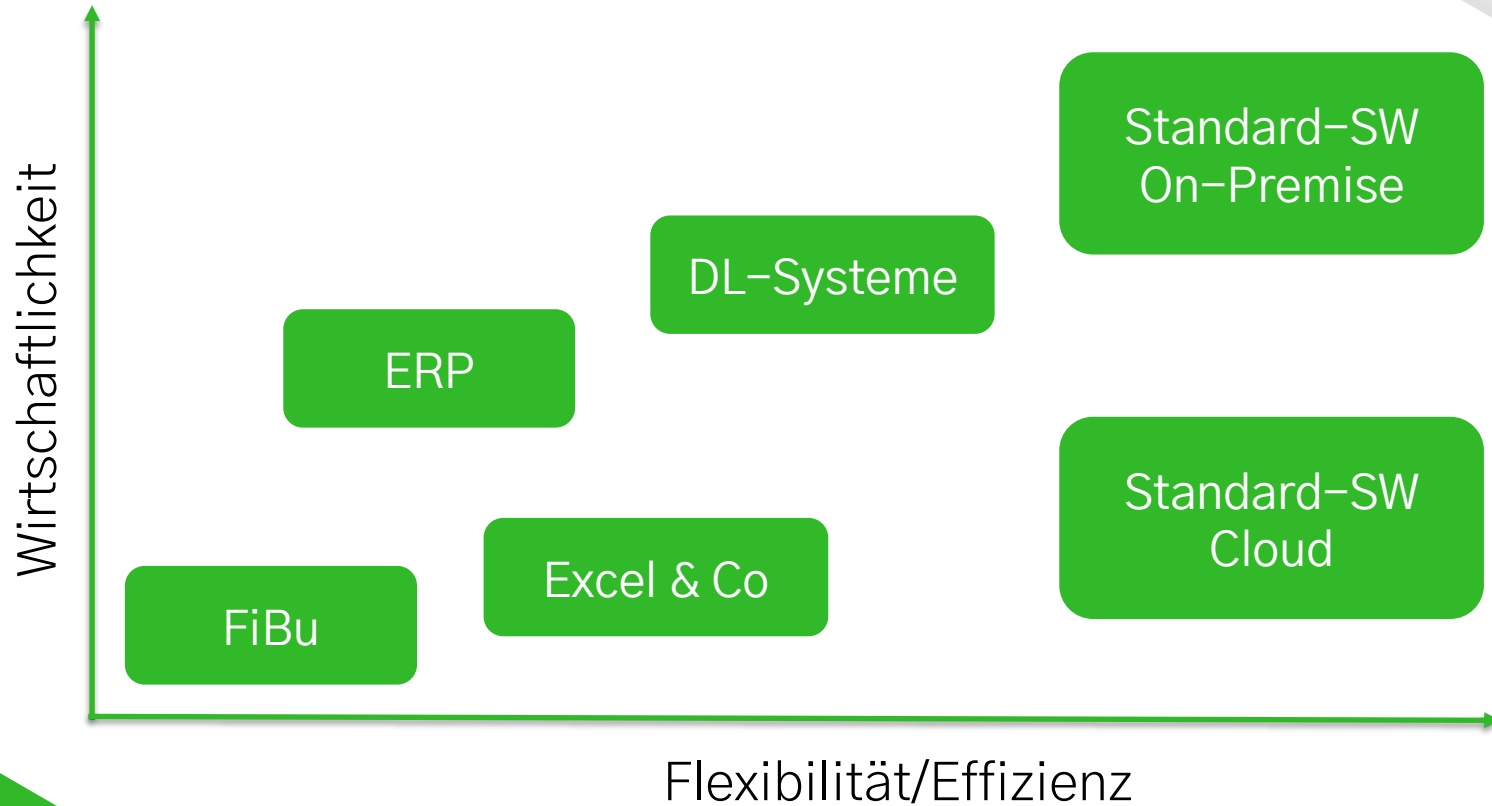 Wirtschaftlichkeit
Standard-SW
On-Premise
DL-Systeme
ERP
Standard-SW
Cloud
Excel & Co
FiBu
Flexibilität/Effizienz